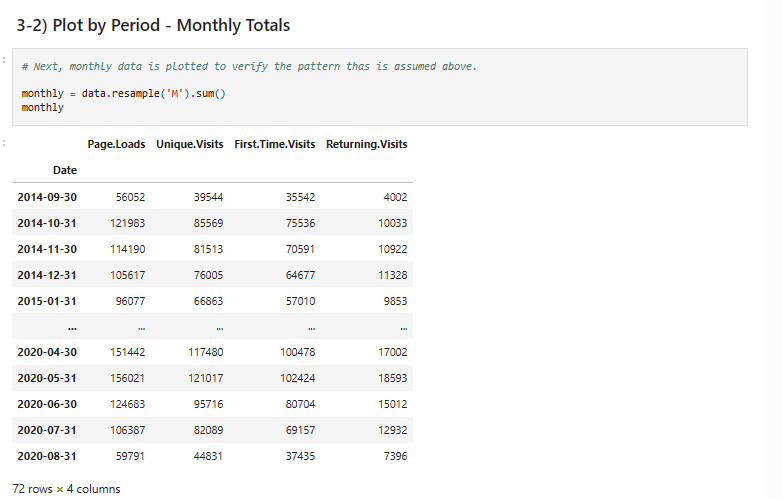 3-2) Plot by Period - Monthly Totals
# Next, monthly data is plotted to verify the pattern thas is assumed above.
monthly = data.resample('M').sum()
monthly
Page.Loads Unique.Visits First.Time.Visits Returning.Visits
Date
2014-09-30 56052 39544 35542 4002
2014-10-31 121983 85569 75536 10033
2014-11-30 114190 81513 70591 10922
2014-12-31 105617 76005 64677 11328
2015-01-31 96077 66863 57010 9853
... ... ... ... ...
2020-04-30 151442 117480 100478 17002
2020-05-31 156021 121017 102424 18593
2020-06-30 124683 95716 80704 15012
2020-07-31 106387 82089 69157 12932
2020-08-31 59791 44831 37435 7396
72 rows × 4 columns